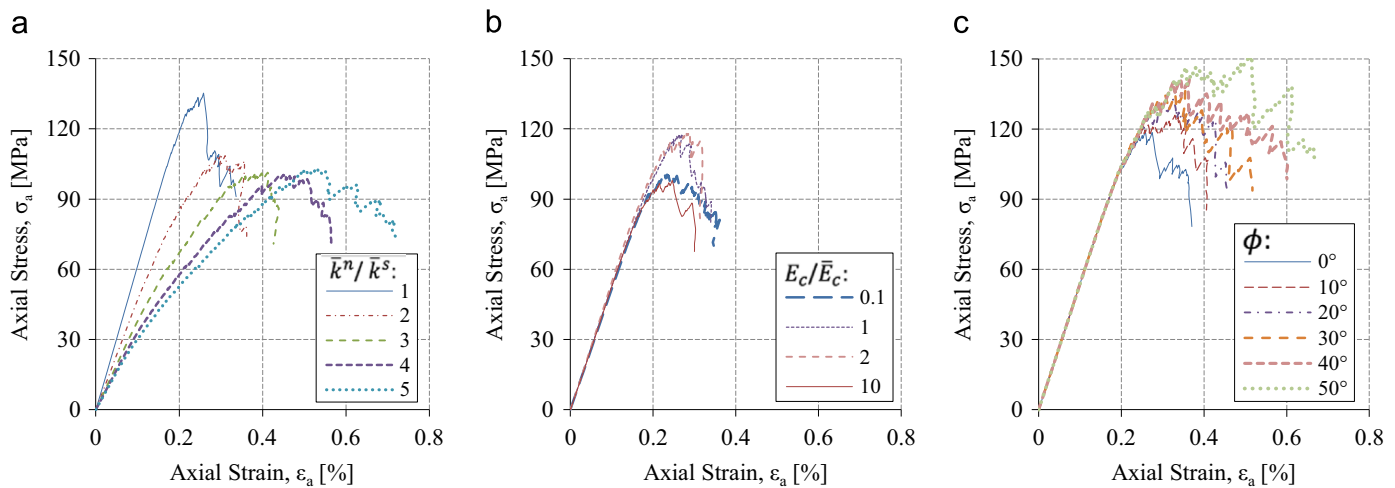 a
150
120
90
60
30
0
Axial Stress, σₐ [MPa]
0 0.2 0.4 0.6 0.8
Axial Strain, εₐ [%]
k̄ⁿ/ k̄ˢ:
1
2
3
4
5
b
150
120
90
60
30
0
Axial Stress, σₐ [MPa]
0 0.2 0.4 0.6 0.8
Axial Strain, εₐ [%]
E_c/Ē_c:
0.1
1
2
10
c
150
120
90
60
30
0
Axial Stress, σₐ [MPa]
0 0.2 0.4 0.6 0.8
Axial Strain, εₐ [%]
ϕ:
0°
10°
20°
30°
40°
50°